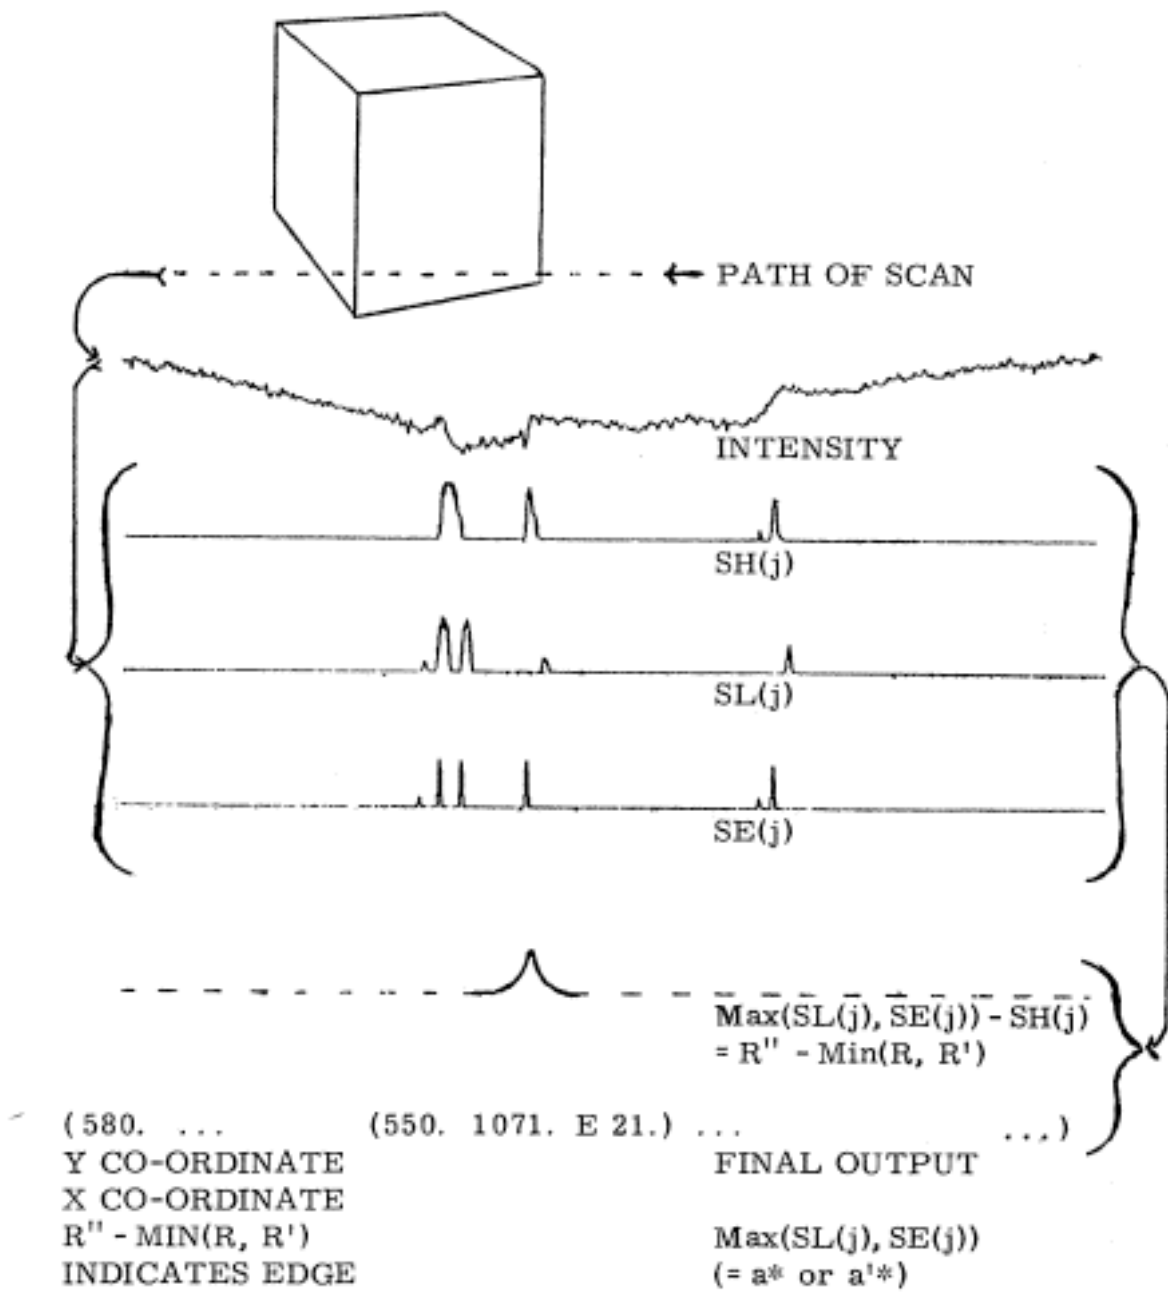 ← PATH OF SCAN
INTENSITY
SH(j)
SL(j)
SE(j)
Max(SL(j), SE(j)) - SH(j)
= R" - Min(R, R')
(580. ... (550. 1071. E 21.) ... ...)
Y CO-ORDINATE FINAL OUTPUT
X CO-ORDINATE
R" - MIN(R, R') Max(SL(j), SE(j))
INDICATES EDGE (= a* or a'*)